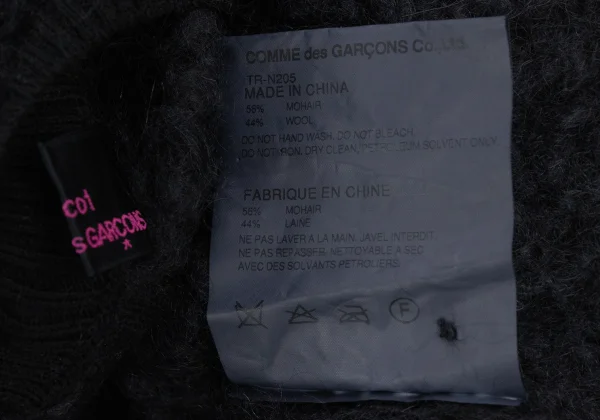 COMME des GARÇONS Co., Ltd.
TR-N205
MADE IN CHINA
56% MOHAIR
44% WOOL
DO NOT HAND WASH. DO NOT BLEACH.
DO NOT IRON. DRY CLEAN PETROLEUM SOLVENT ONLY.
FABRIQUE EN CHINE
56% MOHAIR
44% LAINE
NE PAS LAVER A LA MAIN. JAVEL INTERDIT.
NE PAS REPASSER. NETTOYABLE A SEC
AVEC DES SOLVANTS PETROLIERS.
F
CO
S GARCONS